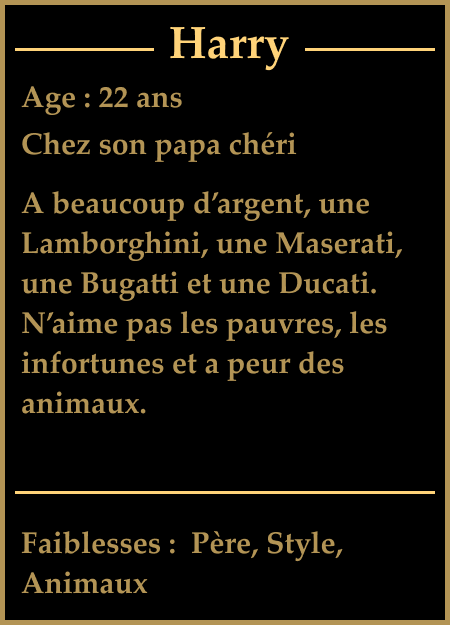 Harry
Age : 22 ans
Chez son papa chéri
A beaucoup d’argent, une
Lamborghini, une Maserati,
une Bugatti et une Ducati.
N’aime pas les pauvres, les
infortunes et a peur des
animaux.
Faiblesses :  Père, Style,
Animaux